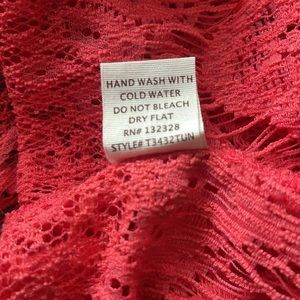 HAND WASH WITH
COLD WATER
DO NOT BLEACH
DRY FLAT
RN# 132328
STYLE# T3432TUN